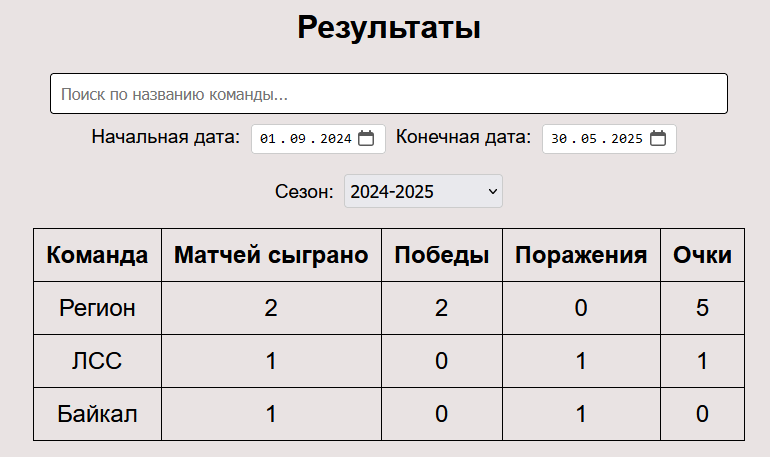 Результаты
Поиск по названию команды...
Начальная дата: 01.09.2024 Конечная дата: 30.05.2025
Сезон: 2024-2025
Команда Матчей сыграно Победы Поражения Очки
Регион 2 2 0 5
ЛСС 1 0 1 1
Байкал 1 0 1 0